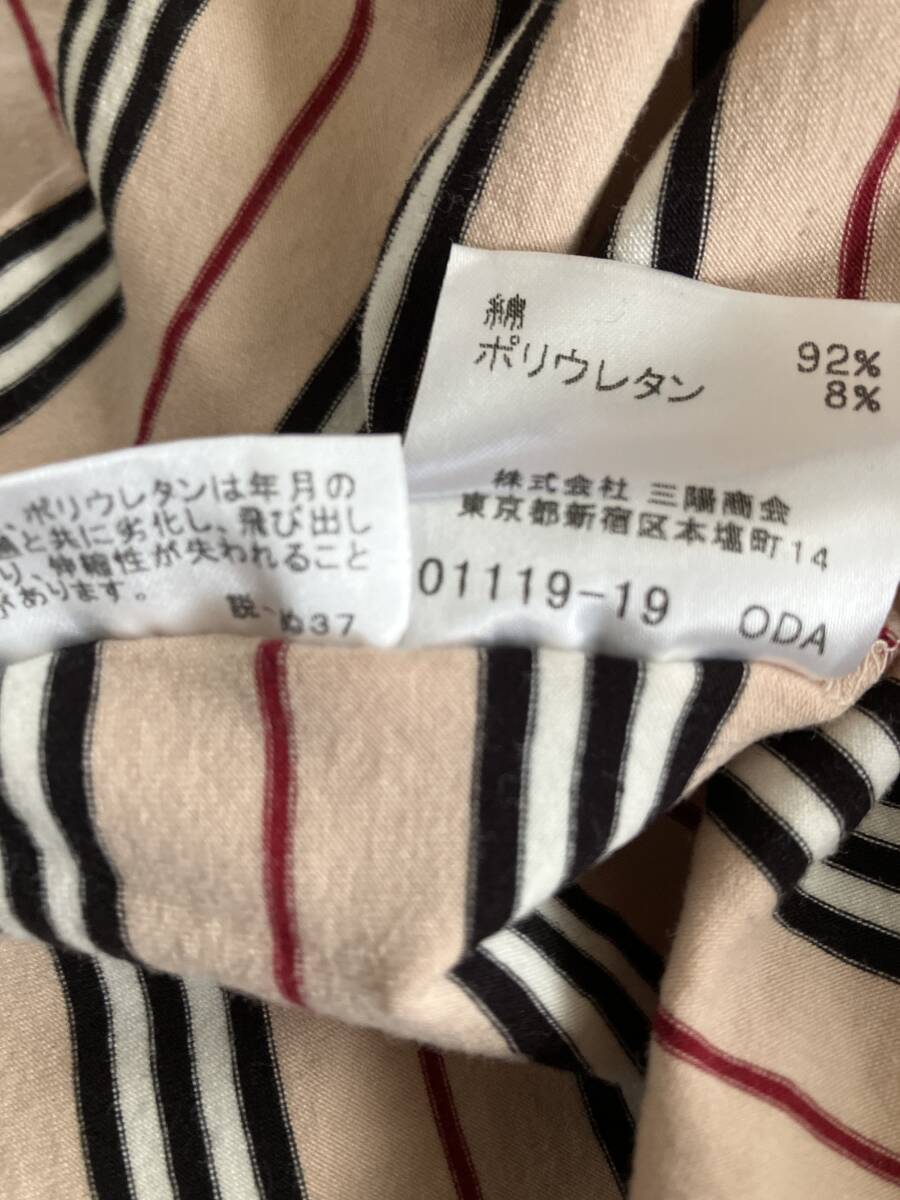 綿 92%
ポリウレタン 8%
株式会社 三陽商会
東京都新宿区本塩町14
01119-19 ODA
ポリウレタンは年月の
と共に劣化し、飛び出し
り、伸縮性が失われること
があります。
説-ぬ37